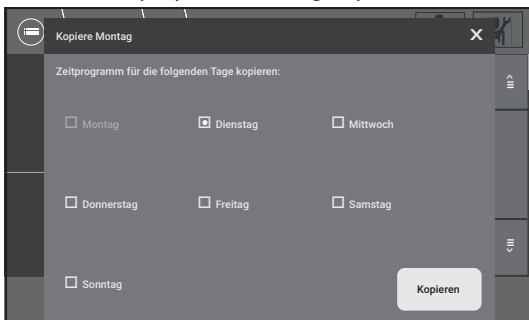 Kopiere Montag X
Zeitprogramm für die folgenden Tage kopieren:
Montag Dienstag Mittwoch
Donnerstag Freitag Samstag
Sonntag Kopieren